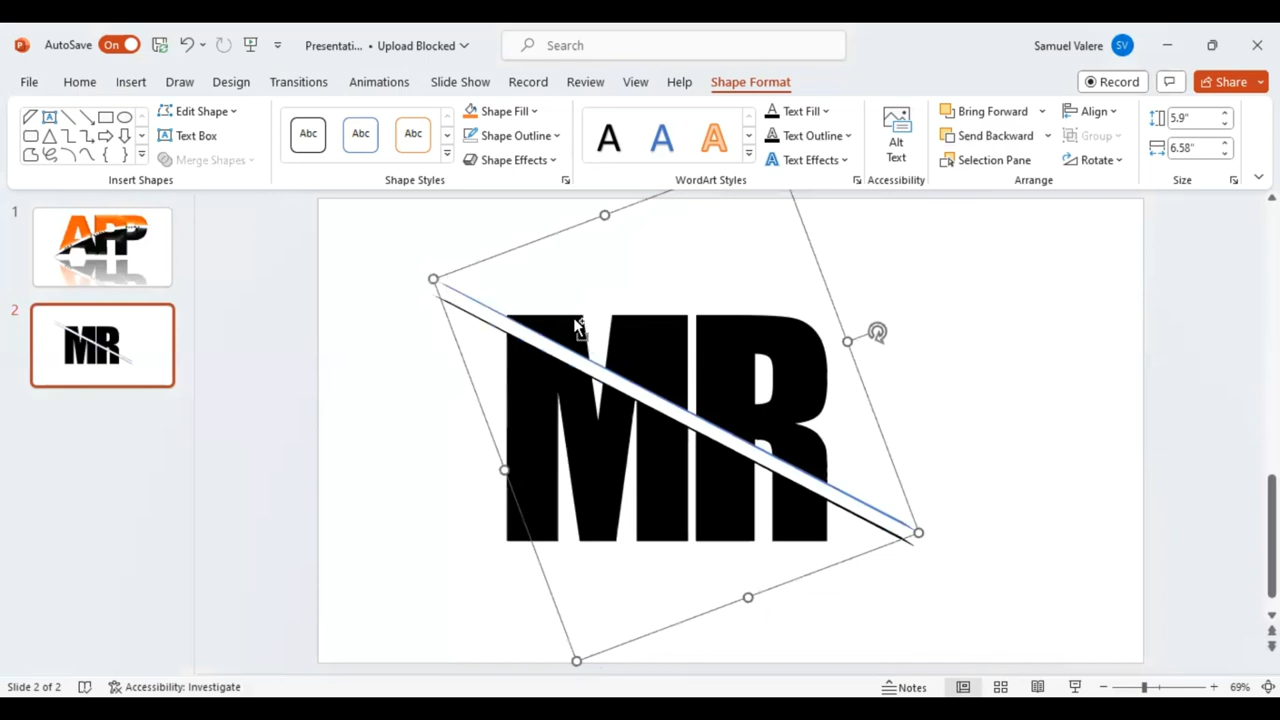 AutoSave On Presentati... • Upload Blocked Search Samuel Valere SV
File Home Insert Draw Design Transitions Animations Slide Show Record Review View Help Shape Format Record Share
Edit Shape Abc Abc Abc Shape Fill A A A Text Fill Bring Forward Align 5.9"
Text Box Shape Outline Text Outline Alt Text Send Backward Group 6.58"
Merge Shapes Shape Effects Text Effects Selection Pane Rotate
Insert Shapes Shape Styles WordArt Styles Accessibility Arrange Size
1
APP
2
MR
MR
Slide 2 of 2 Accessibility: Investigate Notes 69%